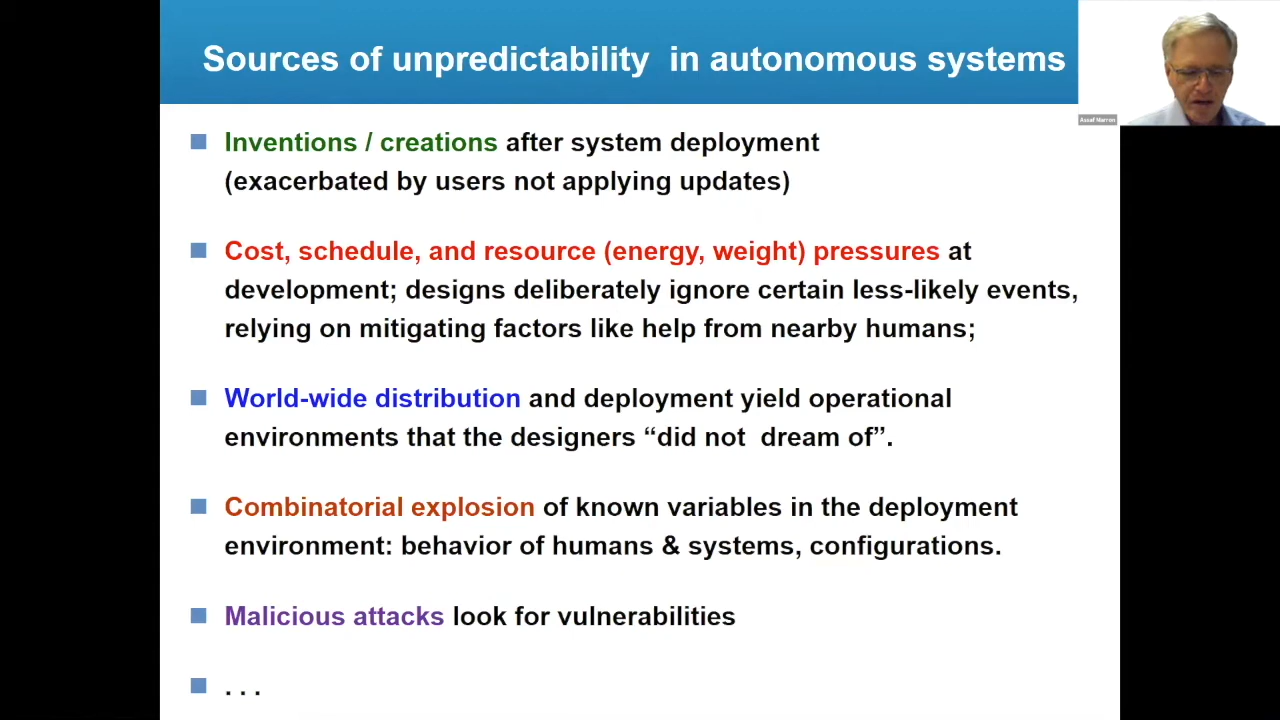 Sources of unpredictability in autonomous systems
Assaf Marron
Inventions / creations after system deployment
(exacerbated by users not applying updates)
Cost, schedule, and resource (energy, weight) pressures at
development; designs deliberately ignore certain less-likely events,
relying on mitigating factors like help from nearby humans;
World-wide distribution and deployment yield operational
environments that the designers “did not dream of”.
Combinatorial explosion of known variables in the deployment
environment: behavior of humans & systems, configurations.
Malicious attacks look for vulnerabilities
. . .